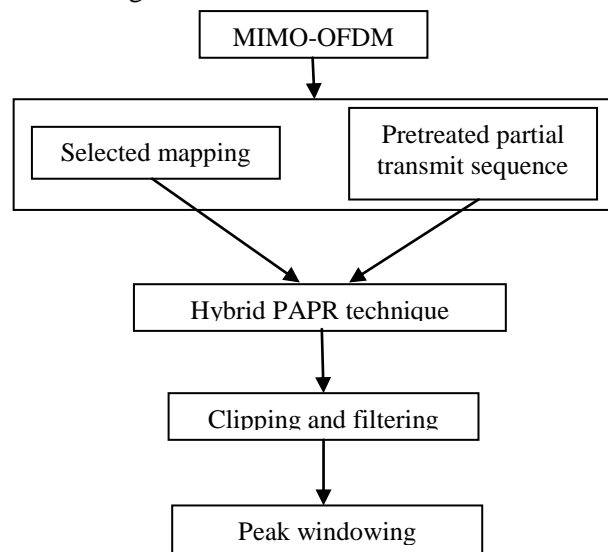 MIMO-OFDM
Selected mapping
Pretreated partial
transmit sequence
Hybrid PAPR technique
Clipping and filtering
Peak windowing